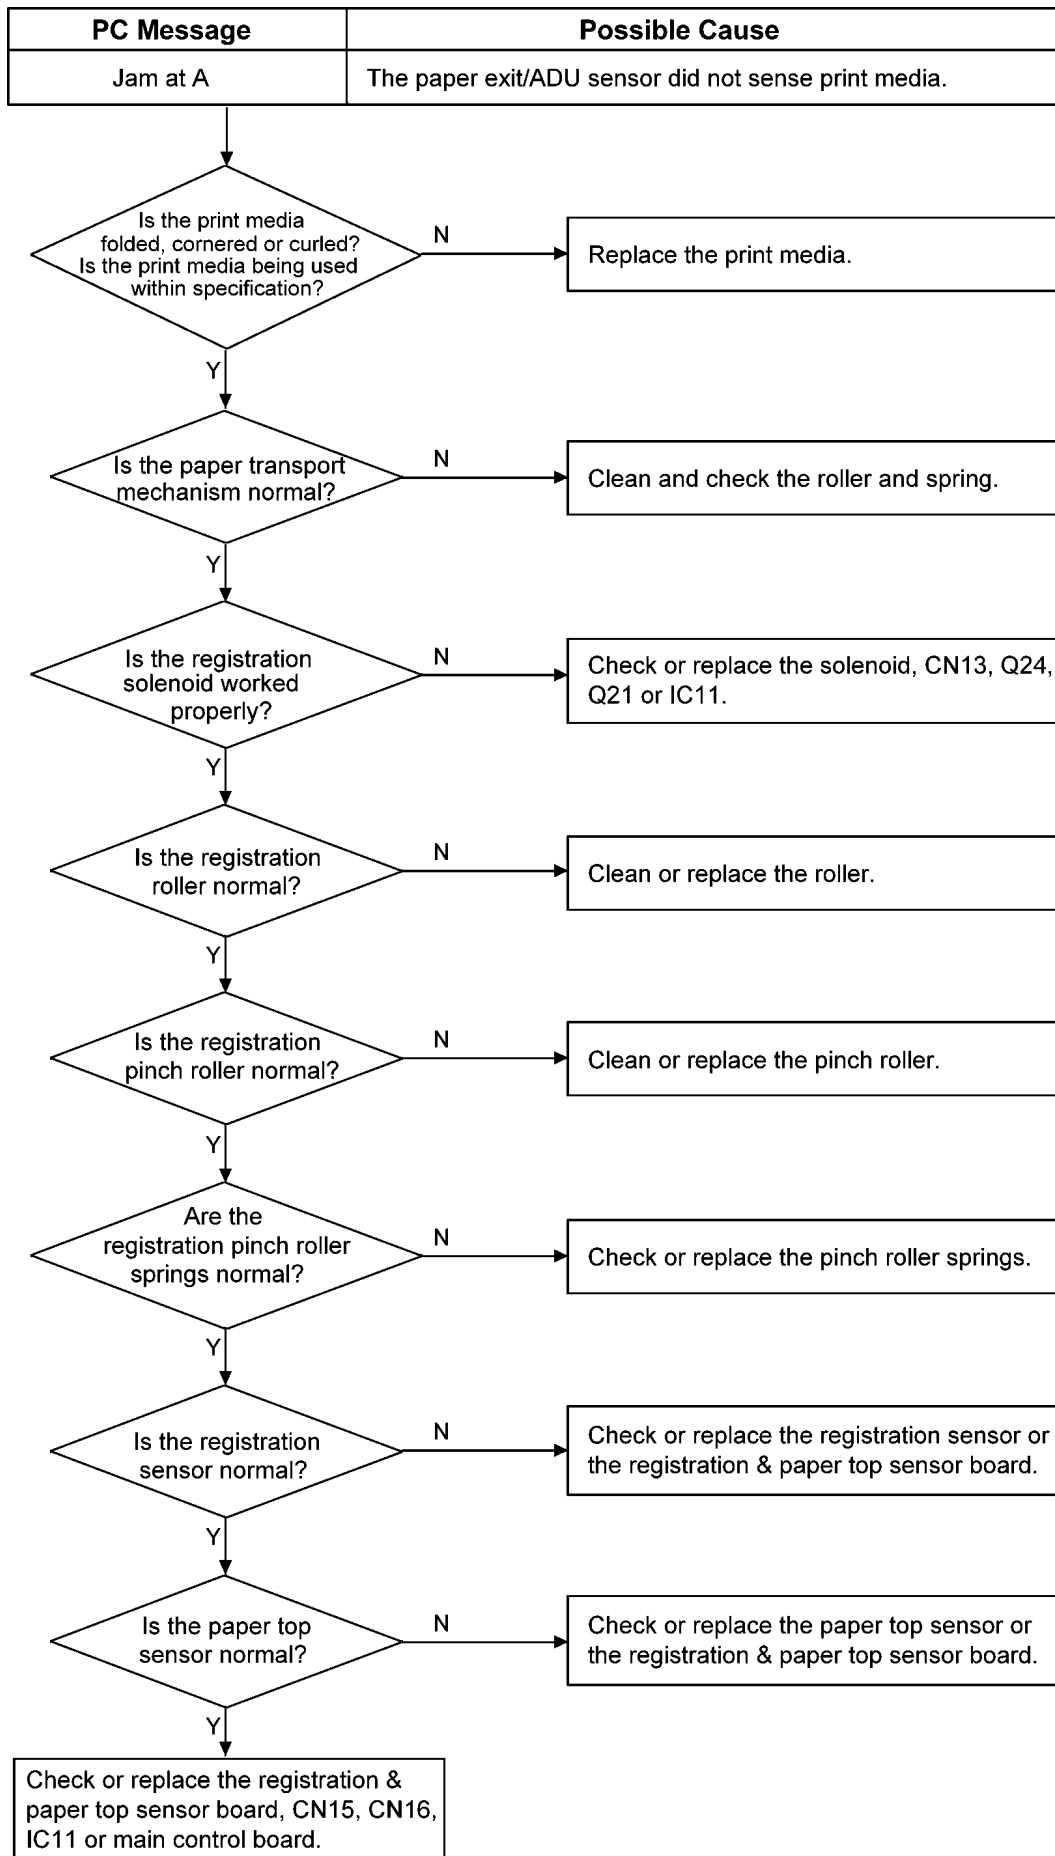 PC Message
Possible Cause
Jam at A
The paper exit/ADU sensor did not sense print media.
Is the print media
folded, cornered or curled?
Is the print media being used
within specification?
N
Replace the print media.
Y
Is the paper transport
mechanism normal?
N
Clean and check the roller and spring.
Y
Is the registration
solenoid worked
properly?
N
Check or replace the solenoid, CN13, Q24,
Q21 or IC11.
Y
Is the registration
roller normal?
N
Clean or replace the roller.
Y
Is the registration
pinch roller normal?
N
Clean or replace the pinch roller.
Y
Are the
registration pinch roller
springs normal?
N
Check or replace the pinch roller springs.
Y
Is the registration
sensor normal?
N
Check or replace the registration sensor or
the registration & paper top sensor board.
Y
Is the paper top
sensor normal?
N
Check or replace the paper top sensor or
the registration & paper top sensor board.
Y
Check or replace the registration &
paper top sensor board, CN15, CN16,
IC11 or main control board.